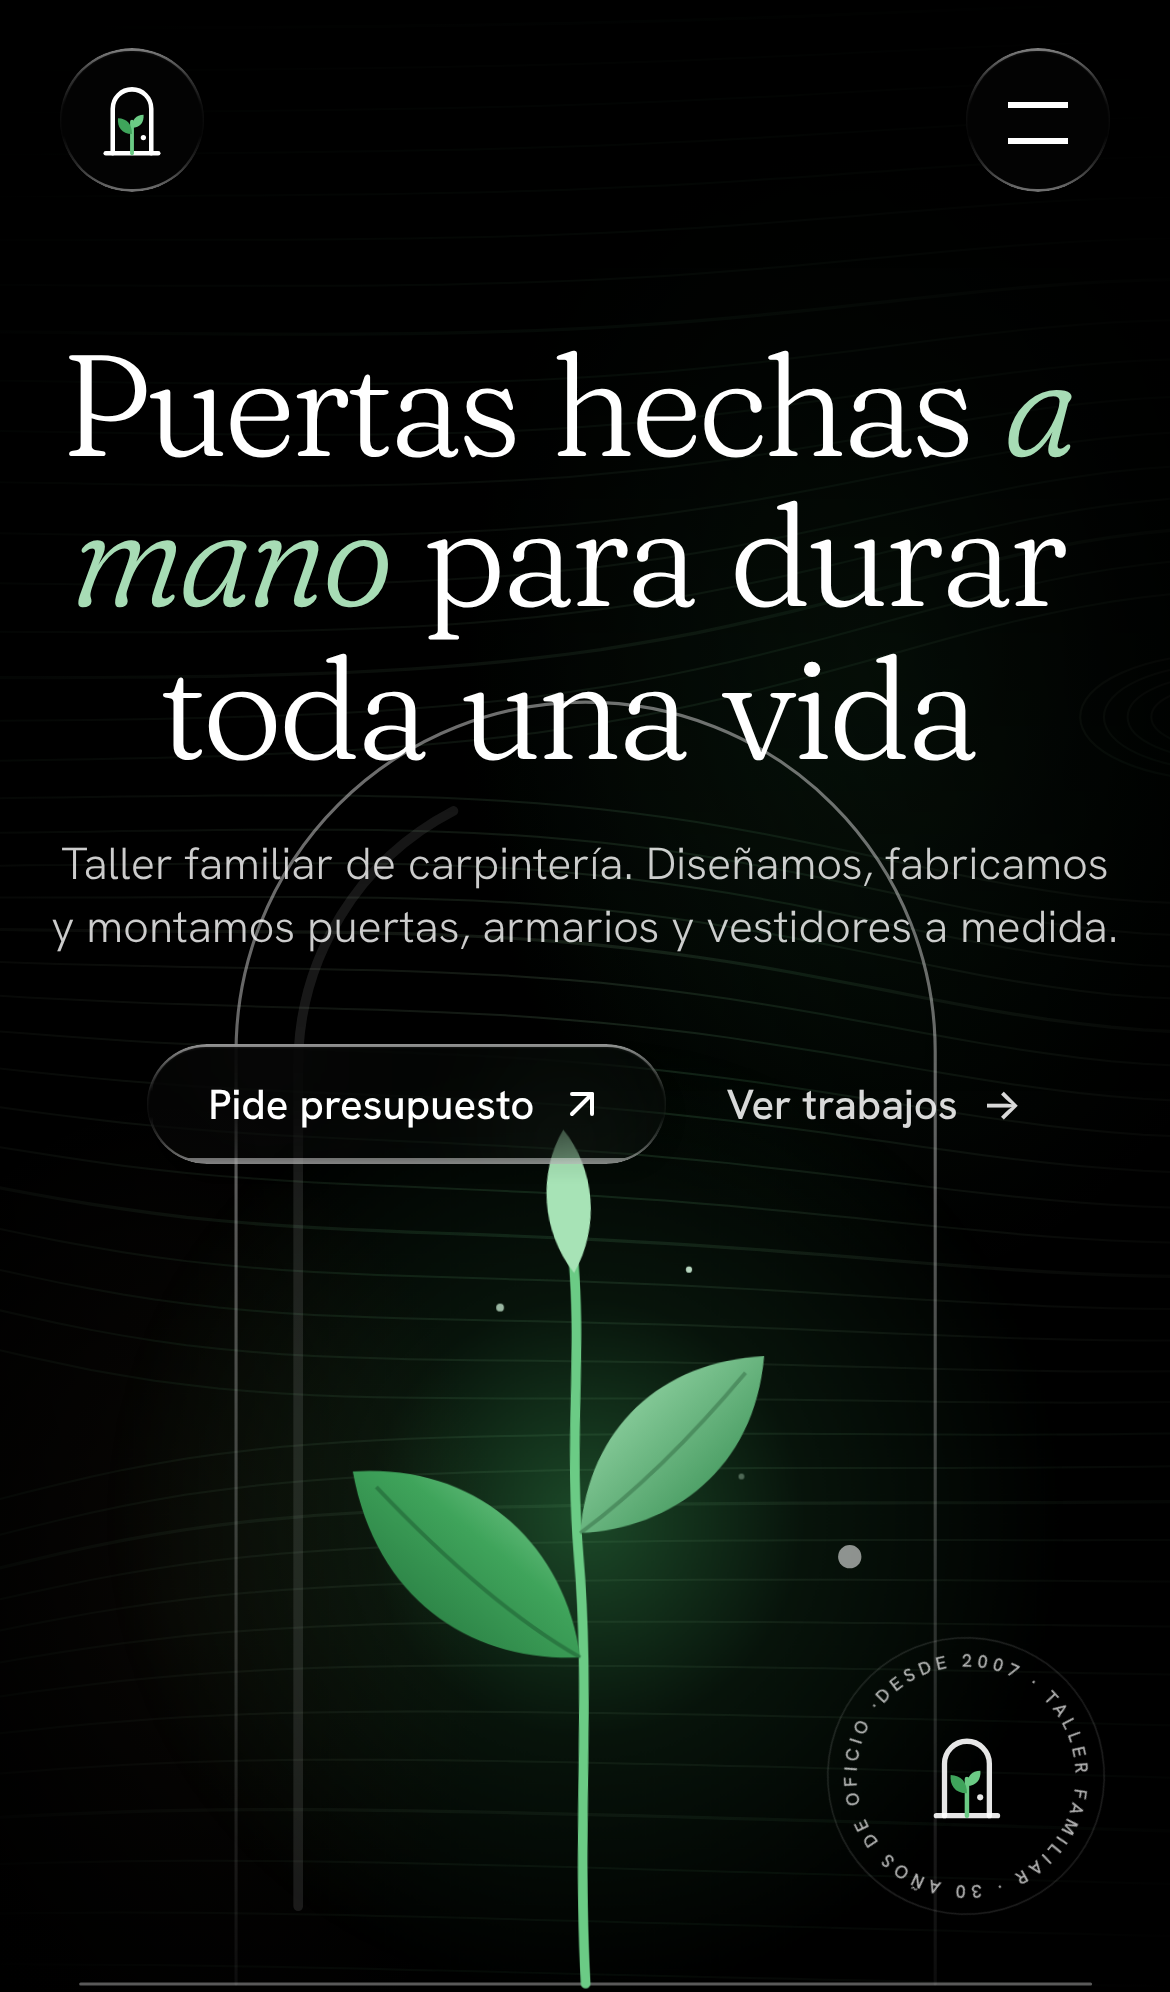 Puertas hechas a
mano para durar
toda una vida
Taller familiar de carpintería. Diseñamos, fabricamos
y montamos puertas, armarios y vestidores a medida.
Pide presupuesto
Ver trabajos
DESDE 2007 · TALLER FAMILIAR · 30 AÑOS DE OFICIO ·